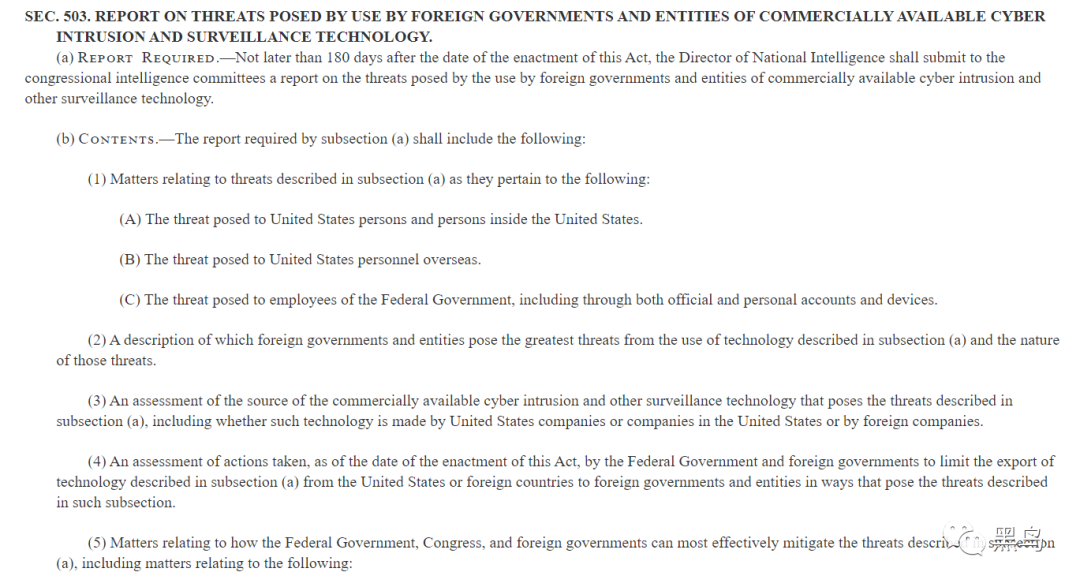 SEC. 503. REPORT ON THREATS POSED BY USE BY FOREIGN GOVERNMENTS AND ENTITIES OF COMMERCIALLY AVAILABLE CYBER
INTRUSION AND SURVEILLANCE TECHNOLOGY.
(a) REPORT REQUIRED.—Not later than 180 days after the date of the enactment of this Act, the Director of National Intelligence shall submit to the
congressional intelligence committees a report on the threats posed by the use by foreign governments and entities of commercially available cyber intrusion and
other surveillance technology.
(b) CONTENTS.—The report required by subsection (a) shall include the following:
(1) Matters relating to threats described in subsection (a) as they pertain to the following:
(A) The threat posed to United States persons and persons inside the United States.
(B) The threat posed to United States personnel overseas.
(C) The threat posed to employees of the Federal Government, including through both official and personal accounts and devices.
(2) A description of which foreign governments and entities pose the greatest threats from the use of technology described in subsection (a) and the nature
of those threats.
(3) An assessment of the source of the commercially available cyber intrusion and other surveillance technology that poses the threats described in
subsection (a), including whether such technology is made by United States companies or companies in the United States or by foreign companies.
(4) An assessment of actions taken, as of the date of the enactment of this Act, by the Federal Government and foreign governments to limit the export of
technology described in subsection (a) from the United States or foreign countries to foreign governments and entities in ways that pose the threats described
in such subsection.
(5) Matters relating to how the Federal Government, Congress, and foreign governments can most effectively mitigate the threats
(a), including matters relating to the following:
黑鸟